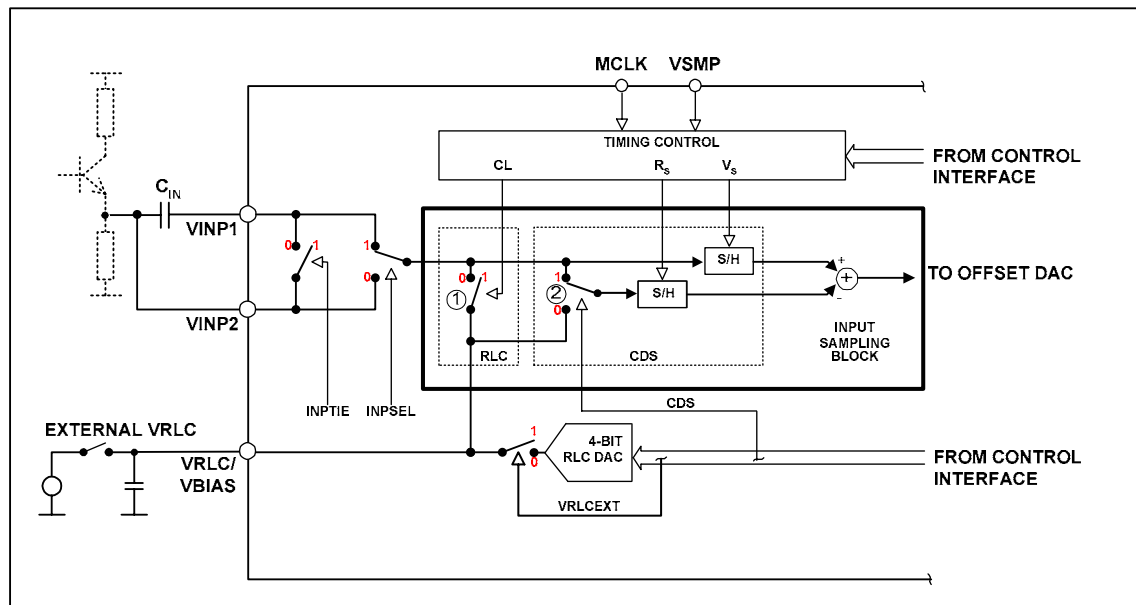 MCLK VSMP
TIMING CONTROL
CL RS VS
FROM CONTROL
INTERFACE
CIN
VINP1
0 1
1
0
0 1
1
0
①
②
S/H
S/H
+
+
-
TO OFFSET DAC
VINP2
RLC
CDS
INPUT
SAMPLING
BLOCK
INPTIE INPSEL
CDS
EXTERNAL VRLC
VRLC/
VBIAS
1
0
4-BIT
RLC DAC
FROM CONTROL
INTERFACE
VRLCEXT